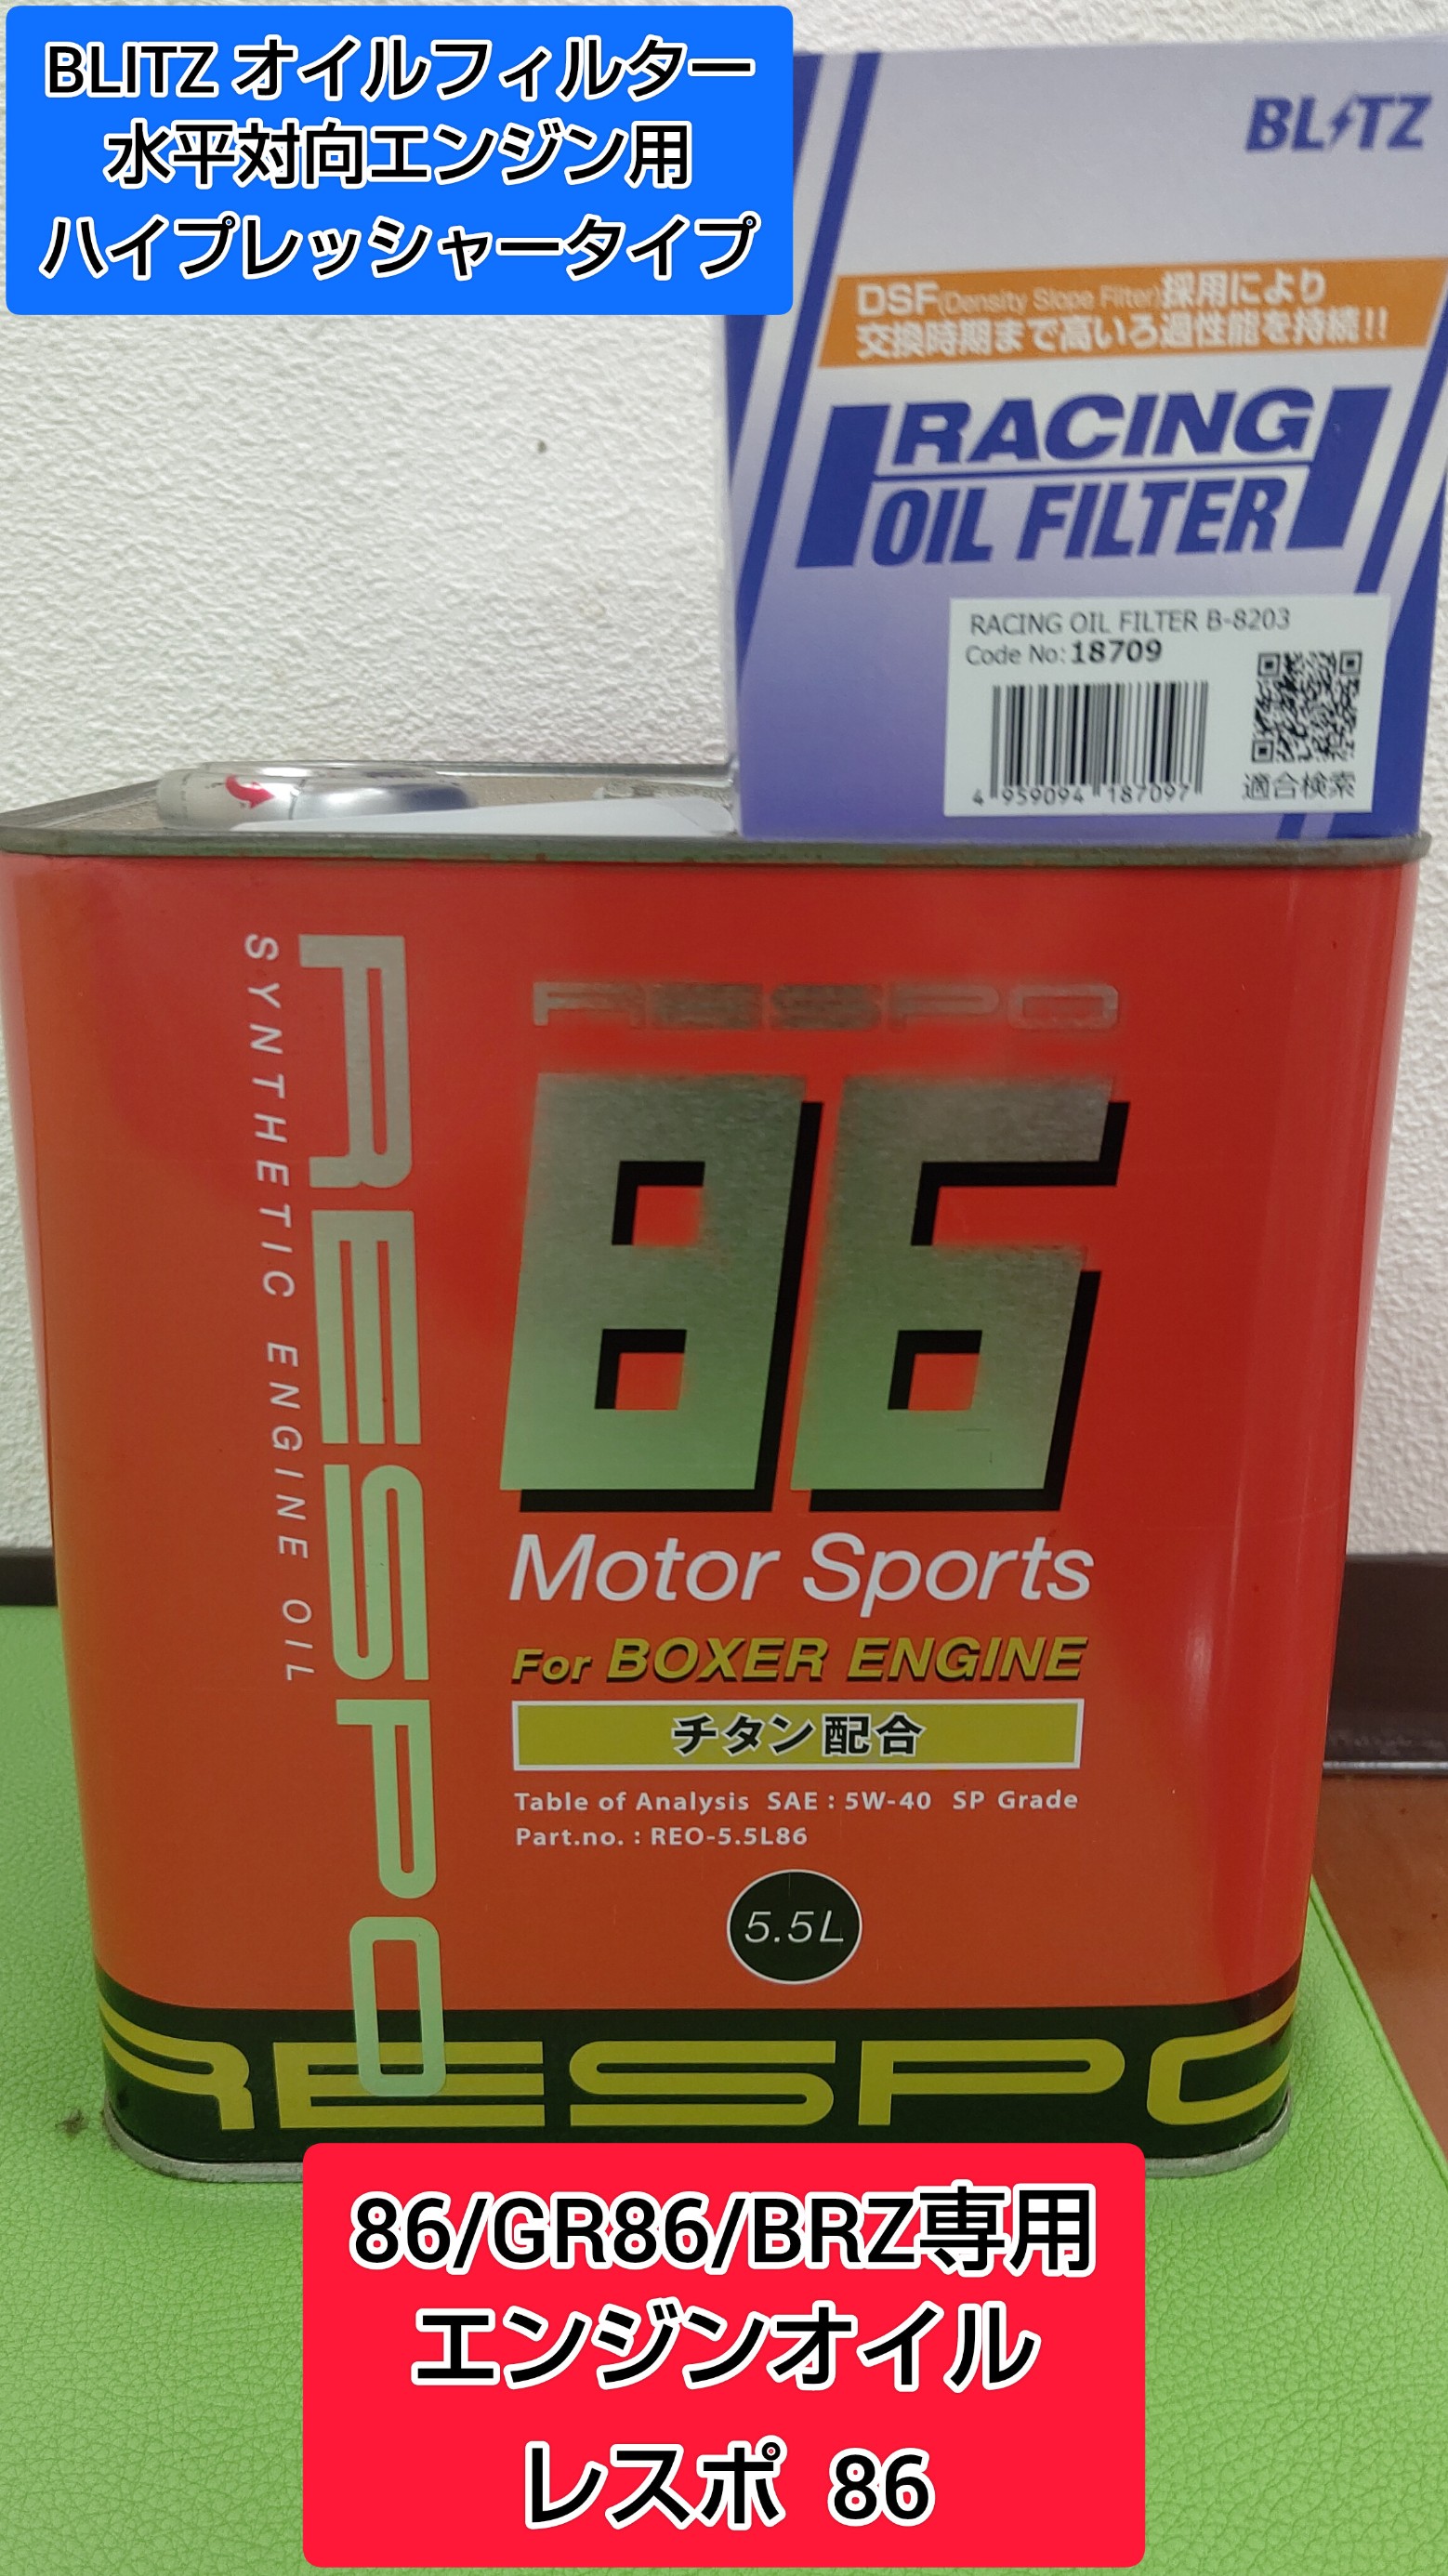 BLITZ オイルフィルター
水平対向エンジン用
ハイプレッシャータイプ
BLITZ
DSF(Density Slope Filter)採用により
交換時期まで高いろ過性能を持続!!
RACING
OIL FILTER
RACING OIL FILTER B-8203
Code No:18709
4 959094 187097
適合検索
RESPO
SYNTHETIC ENGINE OIL
RESPO
86
Motor Sports
For BOXER ENGINE
チタン配合
Table of Analysis SAE : 5W-40 SP Grade
Part.no. : REO-5.5L86
5.5L
RESPO
86/GR86/BRZ専用
エンジンオイル
レスポ 86